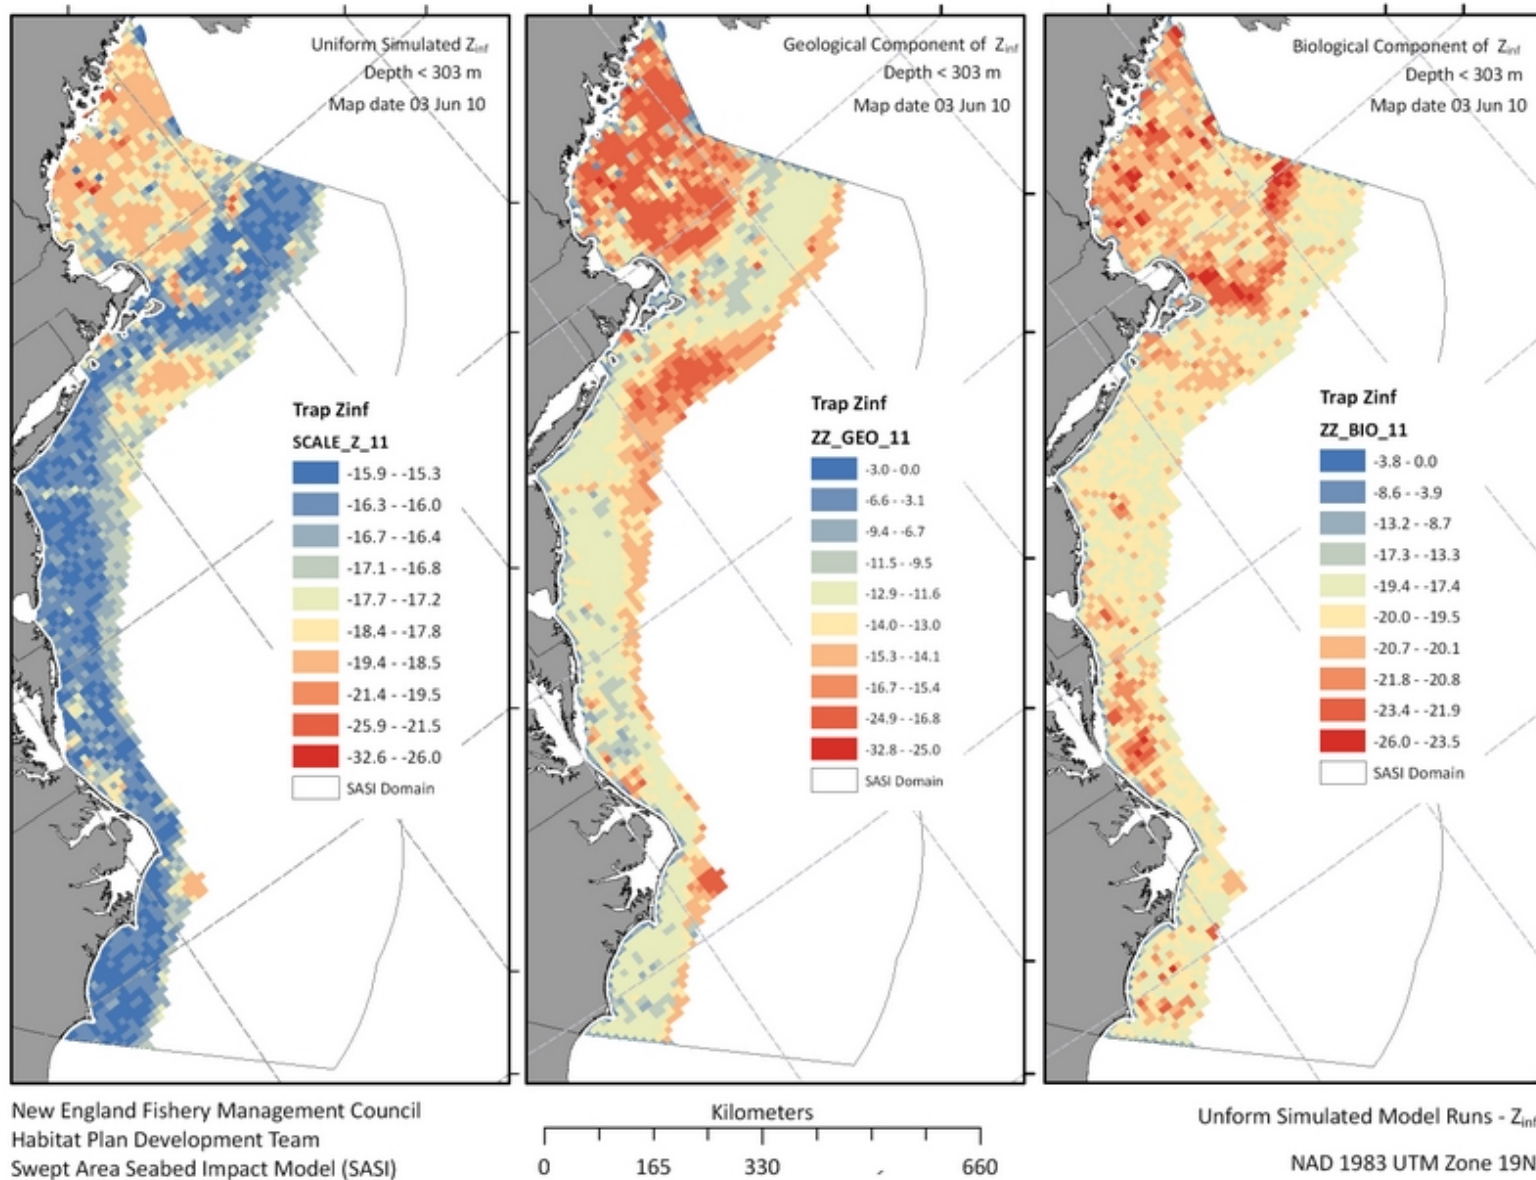 Uniform Simulated Zinf
Depth < 303 m
Map date 03 Jun 10
Trap Zinf
SCALE_Z_11
-15.9 - -15.3
-16.3 - -16.0
-16.7 - -16.4
-17.1 - -16.8
-17.7 - -17.2
-18.4 - -17.8
-19.4 - -18.5
-21.4 - -19.5
-25.9 - -21.5
-32.6 - -26.0
SASI Domain
Geological Component of Zinf
Depth < 303 m
Map date 03 Jun 10
Trap Zinf
ZZ_GEO_11
-3.0 - 0.0
-6.6 - -3.1
-9.4 - -6.7
-11.5 - -9.5
-12.9 - -11.6
-14.0 - -13.0
-15.3 - -14.1
-16.7 - -15.4
-24.9 - -16.8
-32.8 - -25.0
SASI Domain
Biological Component of Zinf
Depth < 303 m
Map date 03 Jun 10
Trap Zinf
ZZ_BIO_11
-3.8 - 0.0
-8.6 - -3.9
-13.2 - -8.7
-17.3 - -13.3
-19.4 - -17.4
-20.0 - -19.5
-20.7 - -20.1
-21.8 - -20.8
-23.4 - -21.9
-26.0 - -23.5
SASI Domain
New England Fishery Management Council
Habitat Plan Development Team
Swept Area Seabed Impact Model (SASI)
Kilometers
0 165 330 660
Unform Simulated Model Runs - Zinf
NAD 1983 UTM Zone 19N